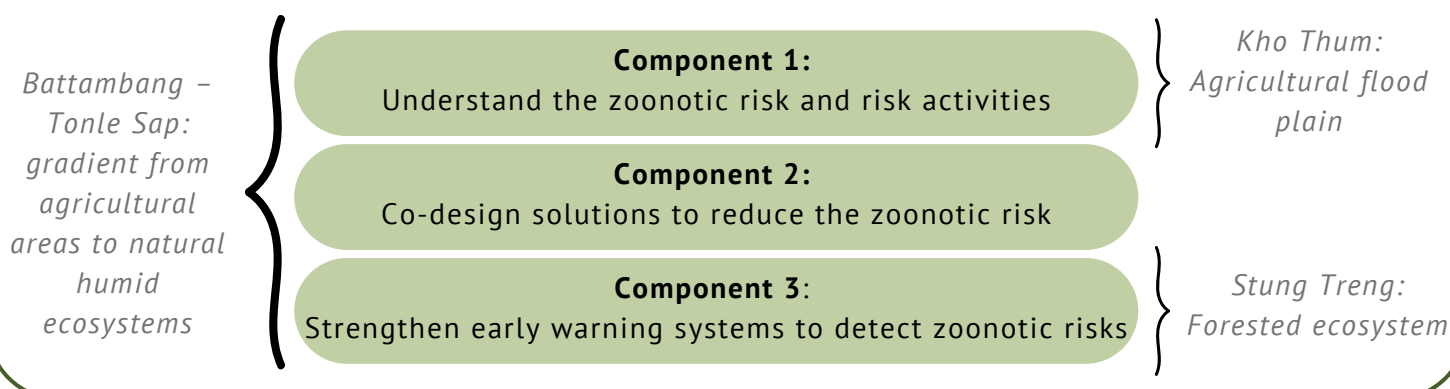 Battambang –
Tonle Sap:
gradient from
agricultural
areas to natural
humid
ecosystems
Component 1:
Understand the zoonotic risk and risk activities
Component 2:
Co-design solutions to reduce the zoonotic risk
Component 3:
Strengthen early warning systems to detect zoonotic risks
Kho Thum:
Agricultural flood
plain
Stung Treng:
Forested ecosystem